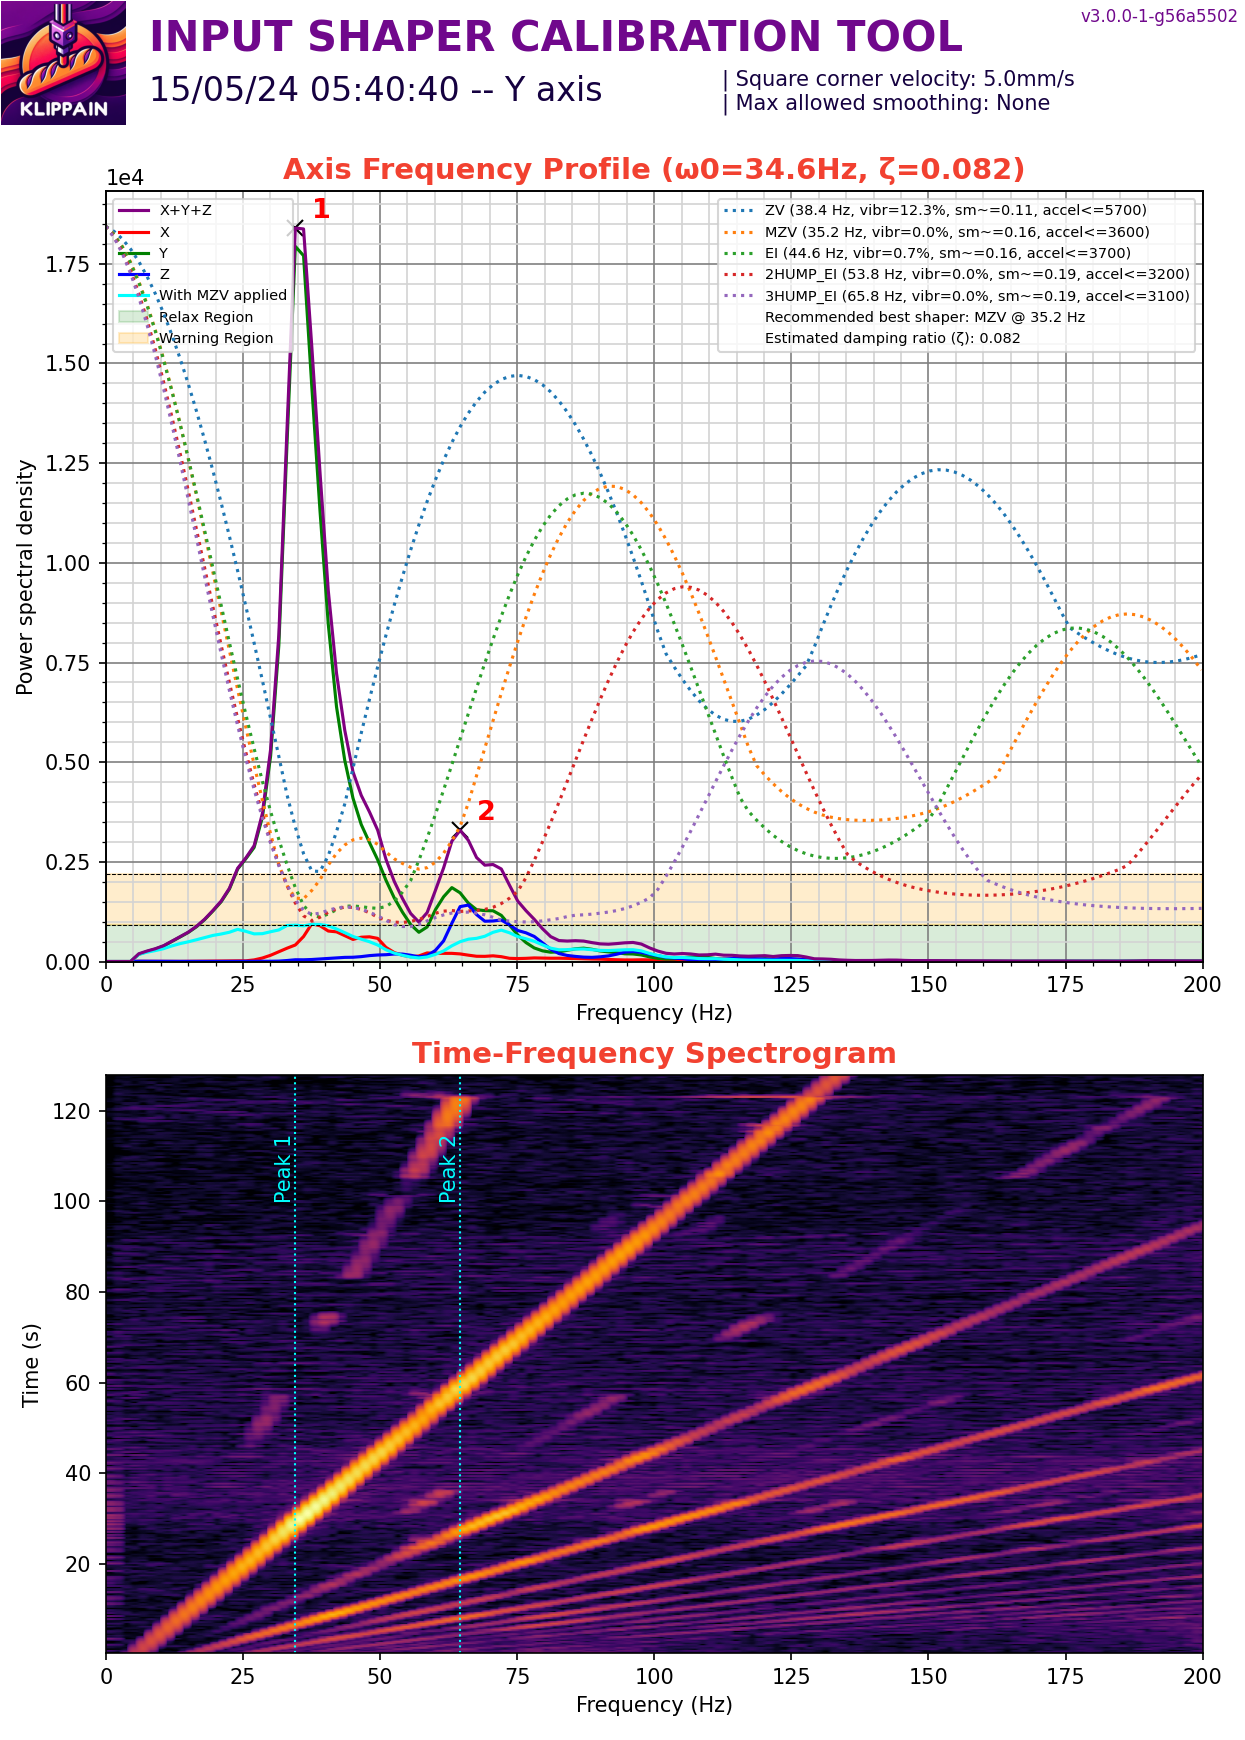 v3.0.0-1-g56a5502
INPUT SHAPER CALIBRATION TOOL
15/05/24 05:40:40 -- Y axis
| Square corner velocity: 5.0mm/s
| Max allowed smoothing: None
KLIPPAIN
Axis Frequency Profile (ω0=34.6Hz, ζ=0.082)
1e4
1
X+Y+Z
X
Y
Z
With MZV applied
Relax Region
Warning Region
ZV (38.4 Hz, vibr=12.3%, sm~=0.11, accel<=5700)
MZV (35.2 Hz, vibr=0.0%, sm~=0.16, accel<=3600)
EI (44.6 Hz, vibr=0.7%, sm~=0.16, accel<=3700)
2HUMP_EI (53.8 Hz, vibr=0.0%, sm~=0.19, accel<=3200)
3HUMP_EI (65.8 Hz, vibr=0.0%, sm~=0.19, accel<=3100)
Recommended best shaper: MZV @ 35.2 Hz
Estimated damping ratio (ζ): 0.082
1.75
1.50
1.25
1.00
0.75
0.50
0.25
0.00
Power spectral density
2
0 25 50 75 100 125 150 175 200
Frequency (Hz)
Time-Frequency Spectrogram
120
100
80
60
40
20
Time (s)
Peak 1
Peak 2
0 25 50 75 100 125 150 175 200
Frequency (Hz)